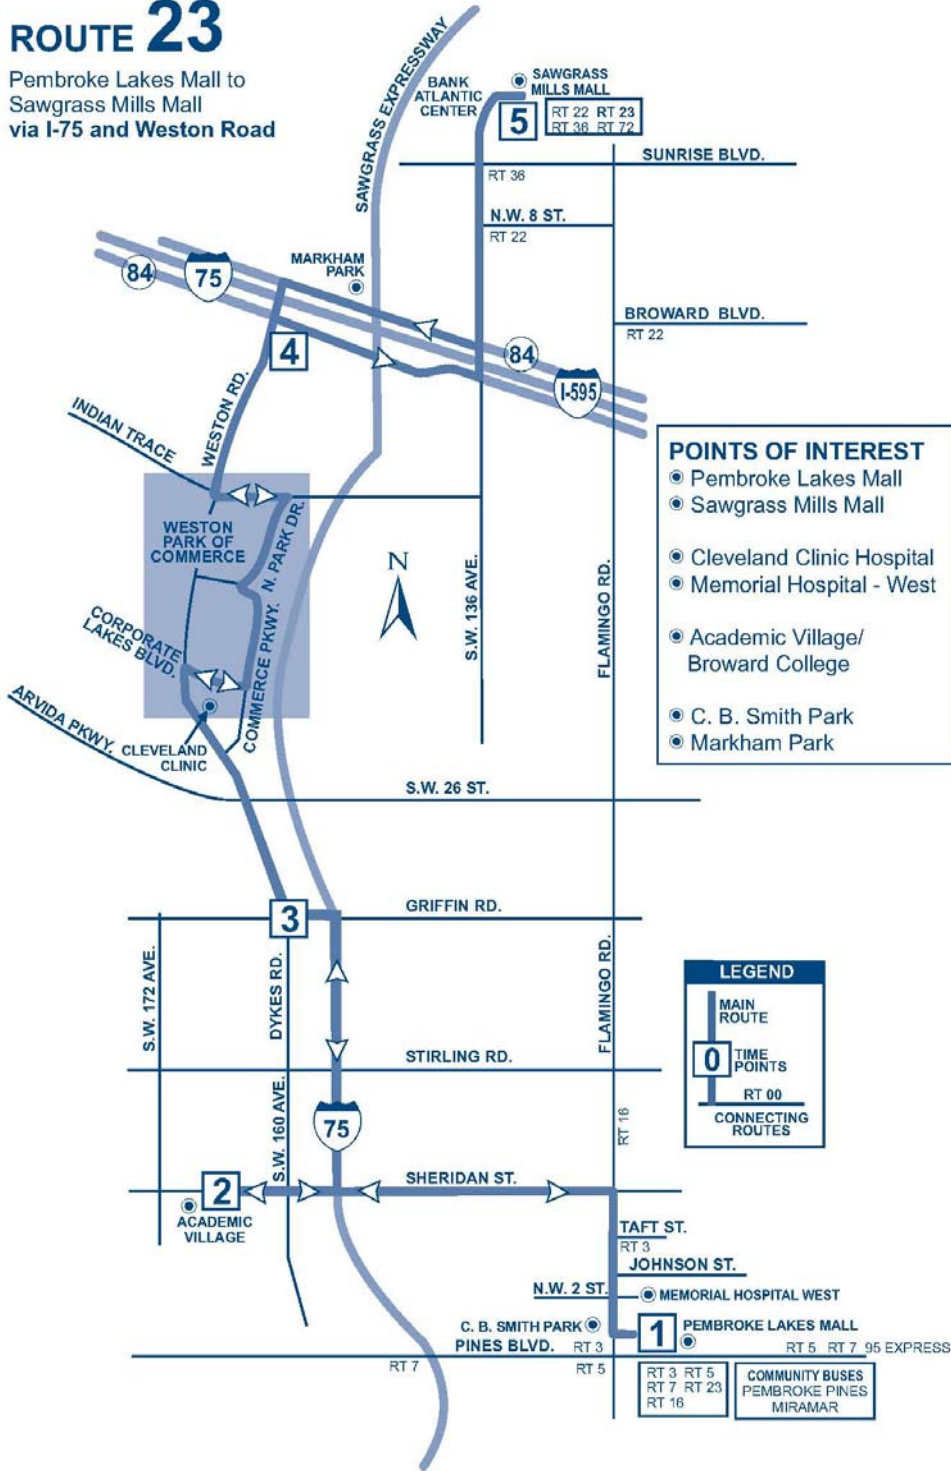 ROUTE 23
Pembroke Lakes Mall to
Sawgrass Mills Mall
via I-75 and Weston Road
SAWGRASS EXPRESSWAY
BANK
ATLANTIC
CENTER
SAWGRASS
MILLS MALL
5
RT 22 RT 23
RT 36 RT 72
SUNRISE BLVD.
RT 36
N.W. 8 ST.
RT 22
MARKHAM
PARK
84
75
BROWARD BLVD.
RT 22
4
84
I-595
WESTON RD.
INDIAN TRACE
WESTON
PARK OF
COMMERCE
N. PARK DR.
COMMERCE PKWY.
CORPORATE
LAKES BLVD.
ARVIDA PKWY.
CLEVELAND
CLINIC
N
S.W. 136 AVE.
FLAMINGO RD.
POINTS OF INTEREST
Pembroke Lakes Mall
Sawgrass Mills Mall
Cleveland Clinic Hospital
Memorial Hospital - West
Academic Village/
Broward College
C. B. Smith Park
Markham Park
S.W. 26 ST.
3
GRIFFIN RD.
S.W. 172 AVE.
DYKES RD.
FLAMINGO RD.
STIRLING RD.
S.W. 160 AVE.
75
RT 16
LEGEND
MAIN
ROUTE
0
TIME
POINTS
RT 00
CONNECTING
ROUTES
SHERIDAN ST.
2
ACADEMIC
VILLAGE
TAFT ST.
RT 3
JOHNSON ST.
N.W. 2 ST.
MEMORIAL HOSPITAL WEST
C.B. SMITH PARK
1
PEMBROKE LAKES MALL
PINES BLVD.
RT 3
RT 5 RT 7 95 EXPRESS
RT 7
RT 5
RT 3 RT 5
RT 7 RT 23
RT 16
COMMUNITY BUSES
PEMBROKE PINES
MIRAMAR